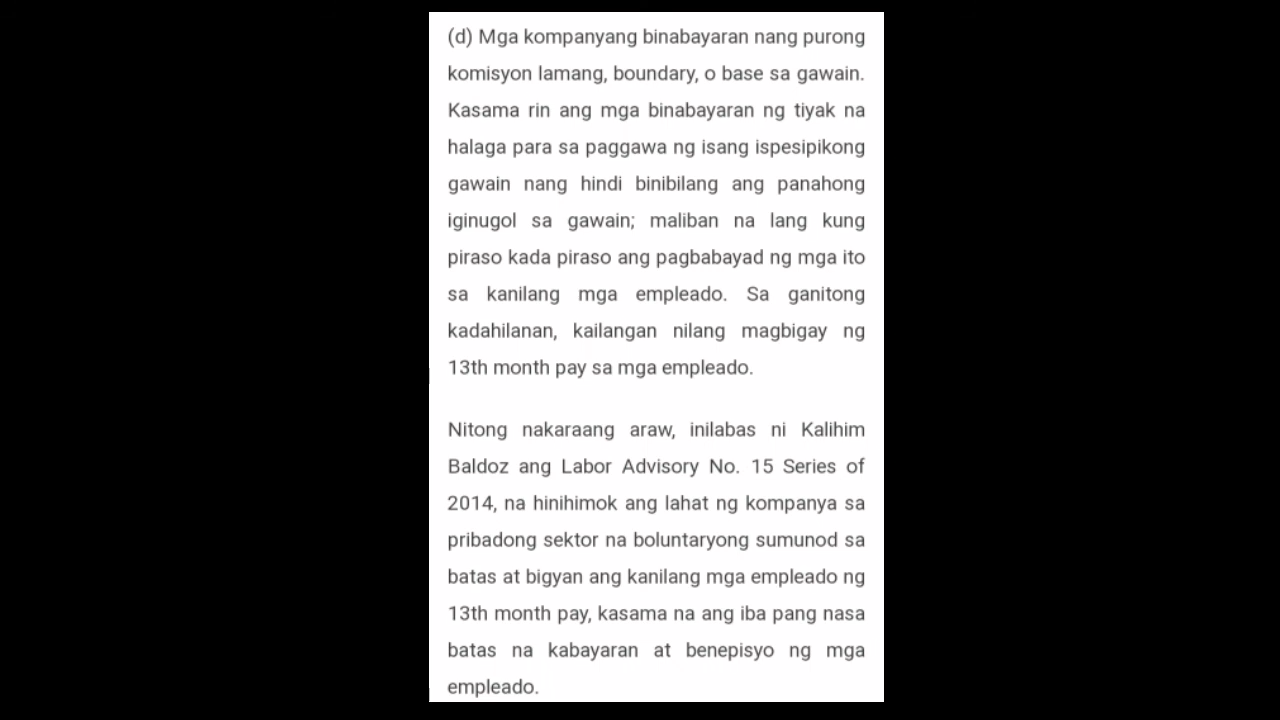 (d) Mga kompanyang binabayaran nang purong
komisyon lamang, boundary, o base sa gawain.
Kasama rin ang mga binabayaran ng tiyak na
halaga para sa paggawa ng isang ispesipikong
gawain nang hindi binibilang ang panahong
iginugol sa gawain; maliban na lang kung
piraso kada piraso ang pagbabayad ng mga ito
sa kanilang mga empleado. Sa ganitong
kadahilanan, kailangan nilang magbigay ng
13th month pay sa mga empleado.
Nitong nakaraang araw, inilabas ni Kalihim
Baldoz ang Labor Advisory No. 15 Series of
2014, na hinihimok ang lahat ng kompanya sa
pribadong sektor na boluntaryong sumunod sa
batas at bigyan ang kanilang mga empleado ng
13th month pay, kasama na ang iba pang nasa
batas na kabayaran at benepisyo ng mga
empleado.